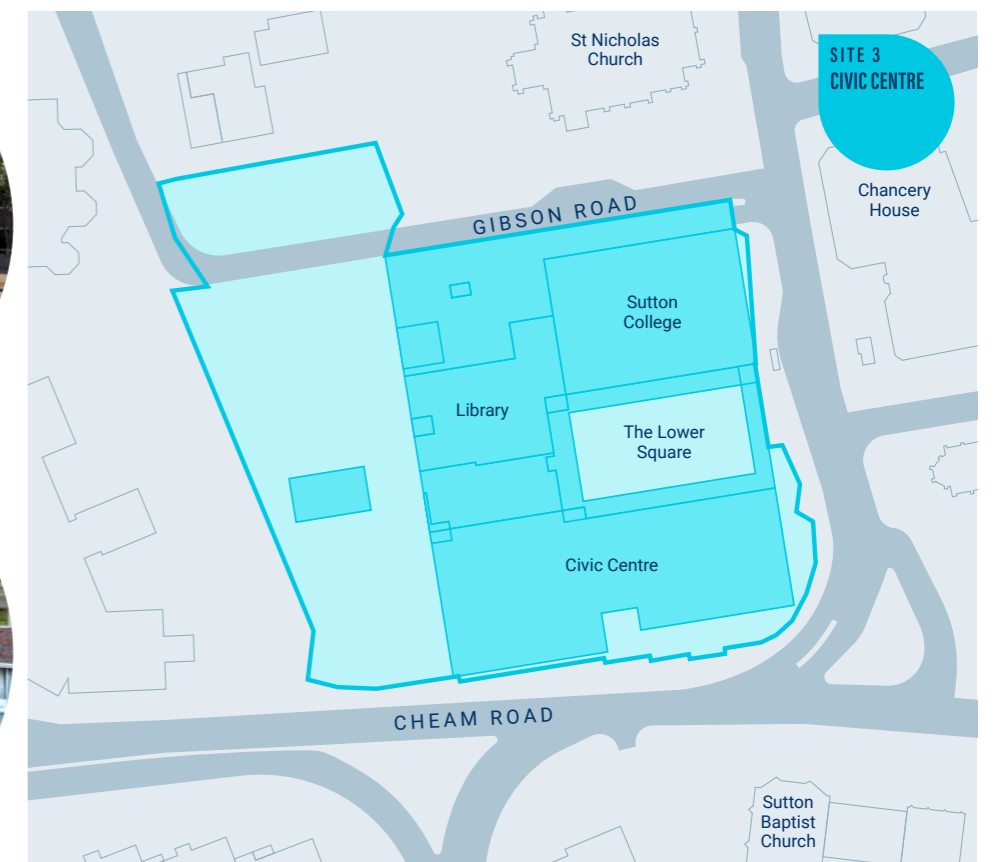 St Nicholas
Church
SITE 3
CIVIC CENTRE
Chancery
House
GIBSON ROAD
Sutton
College
Library
The Lower
Square
Civic Centre
CHEAM ROAD
Sutton
Baptist
Church